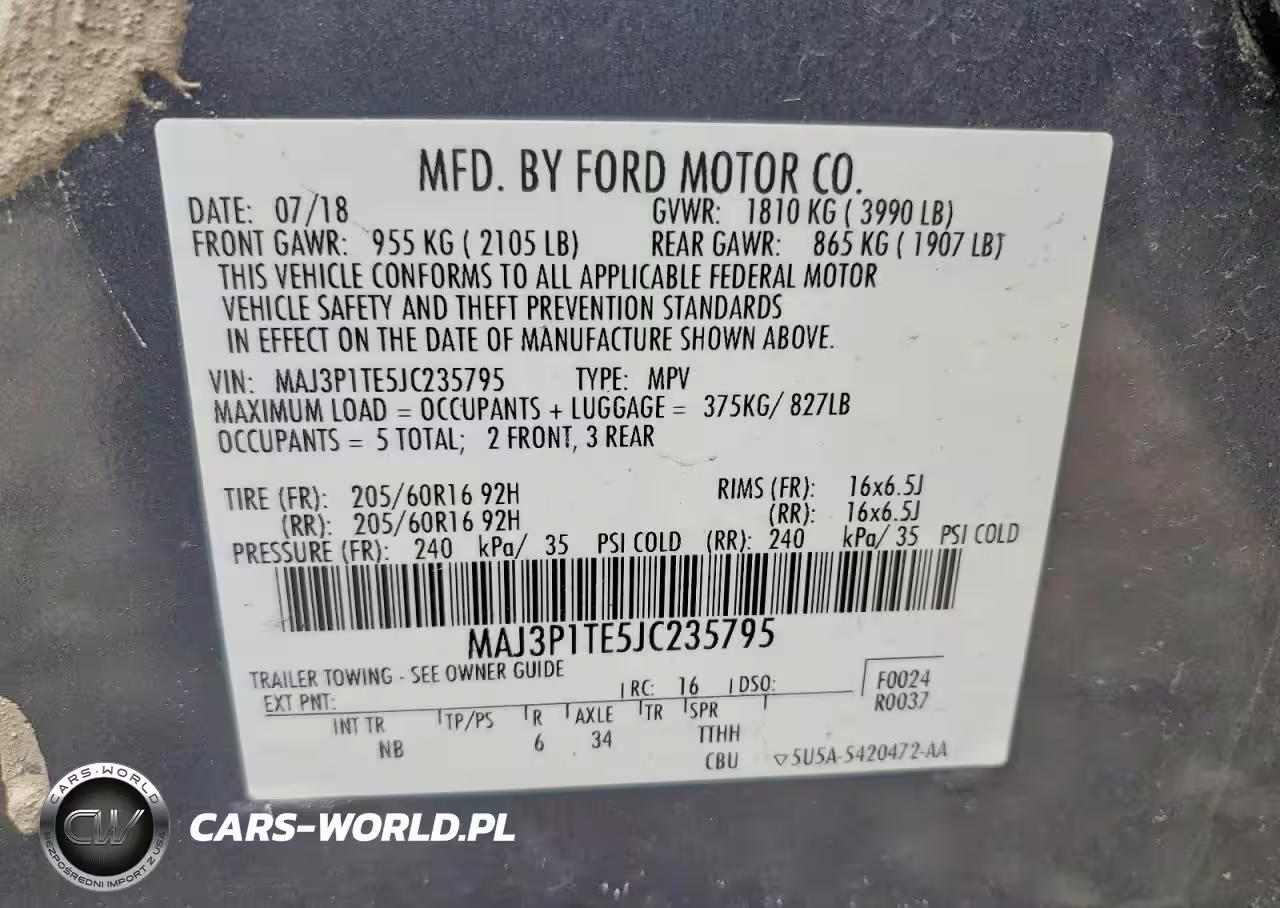 MFD. BY FORD MOTOR CO.
DATE: 07/18 GVWR: 1810 KG ( 3990 LB)
FRONT GAWR: 955 KG ( 2105 LB) REAR GAWR: 865 KG ( 1907 LB)
THIS VEHICLE CONFORMS TO ALL APPLICABLE FEDERAL MOTOR
VEHICLE SAFETY AND THEFT PREVENTION STANDARDS
IN EFFECT ON THE DATE OF MANUFACTURE SHOWN ABOVE.
VIN: MAJ3P1TE5JC235795 TYPE: MPV
MAXIMUM LOAD = OCCUPANTS + LUGGAGE = 375KG/ 827LB
OCCUPANTS = 5 TOTAL; 2 FRONT, 3 REAR
TIRE (FR): 205/60R16 92H RIMS (FR): 16x6.5J
(RR): 205/60R16 92H (RR): 16x6.5J
PRESSURE (FR): 240 kPa/ 35 PSI COLD (RR): 240 kPa/ 35 PSI COLD
MAJ3P1TE5JC235795
TRAILER TOWING - SEE OWNER GUIDE
EXT PNT: RC: 16 DSO: F0024
R0037
INT TR TP/PS R AXLE TR SPR
NB 6 34 TTHH
CBU ▽5U5A-5420472-AA
CARS-WORLD
CW
BEZPOŚREDNI IMPORT Z USA
CARS-WORLD.PL